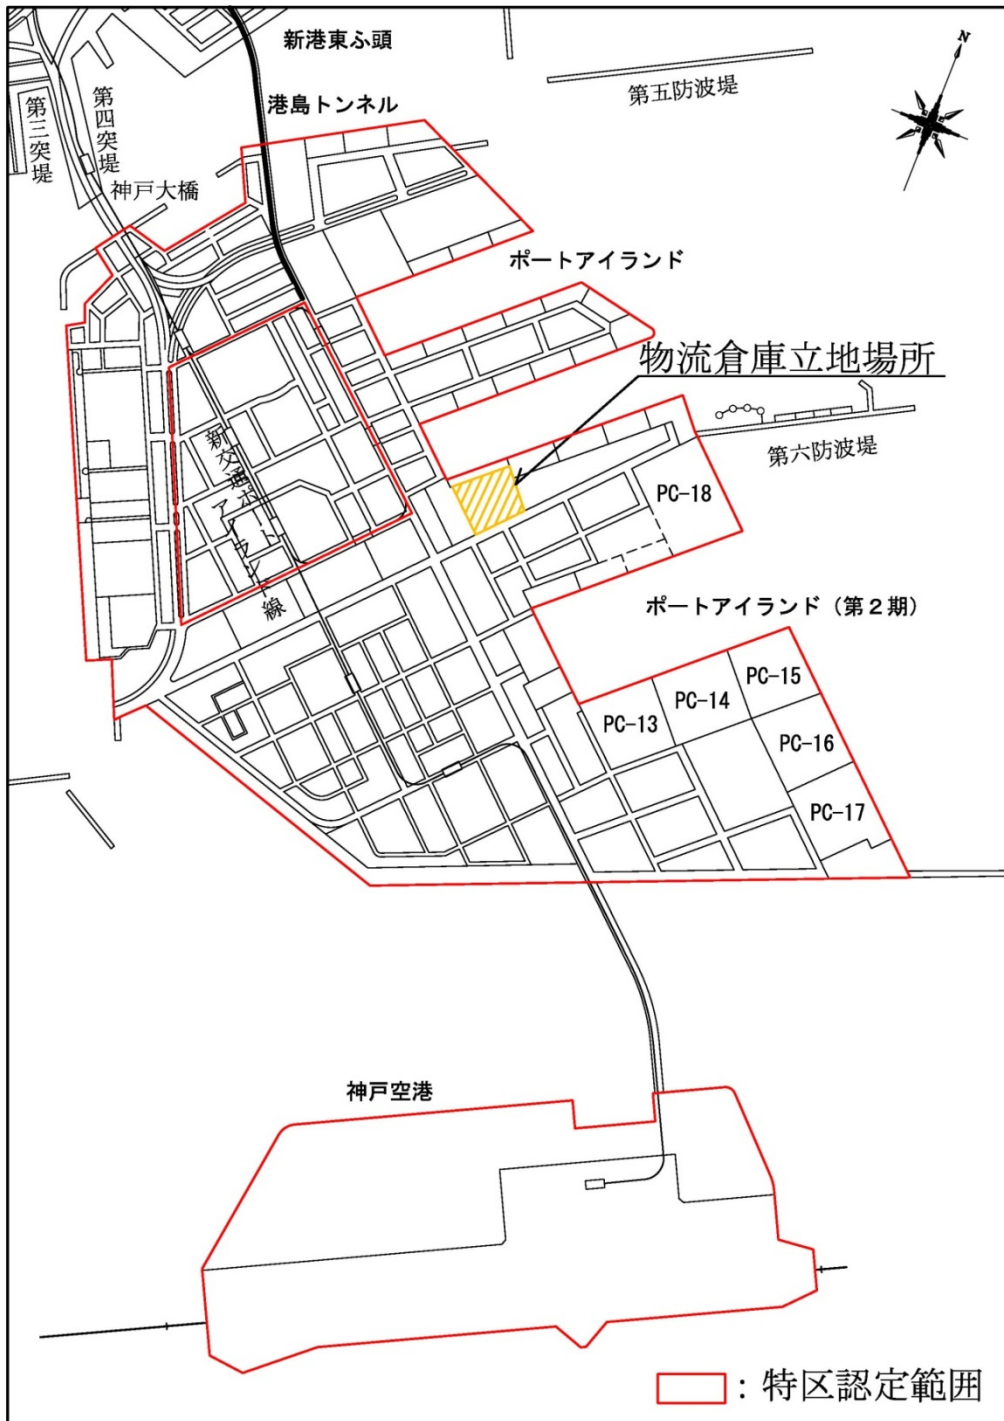 新港東ふ頭
N
第五防波堤
港島トンネル
第四突堤
第三突堤
神戸大橋
ポートアイランド
物流倉庫立地場所
第六防波堤
新交通ポートアイランド線
PC-18
ポートアイランド（第２期）
PC-15
PC-14
PC-13
PC-16
PC-17
神戸空港
：特区認定範囲